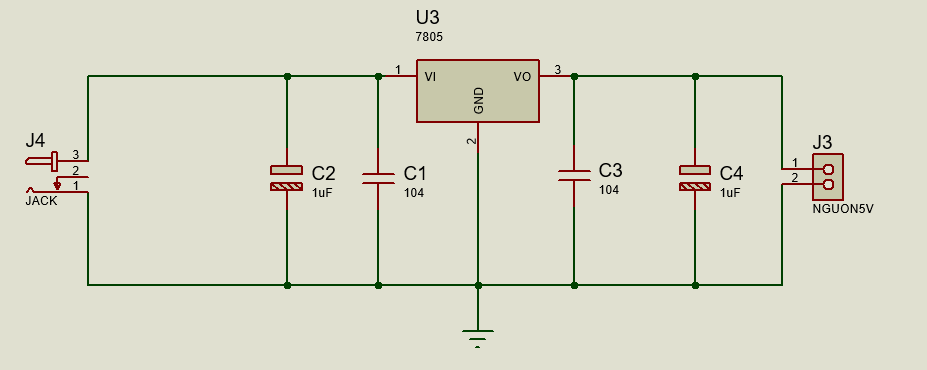 U3
7805
1
VI
VO
3
GND
2
J4
3
2
1
JACK
C2
1uF
C1
104
C3
104
C4
1uF
J3
1
2
NGUON5V